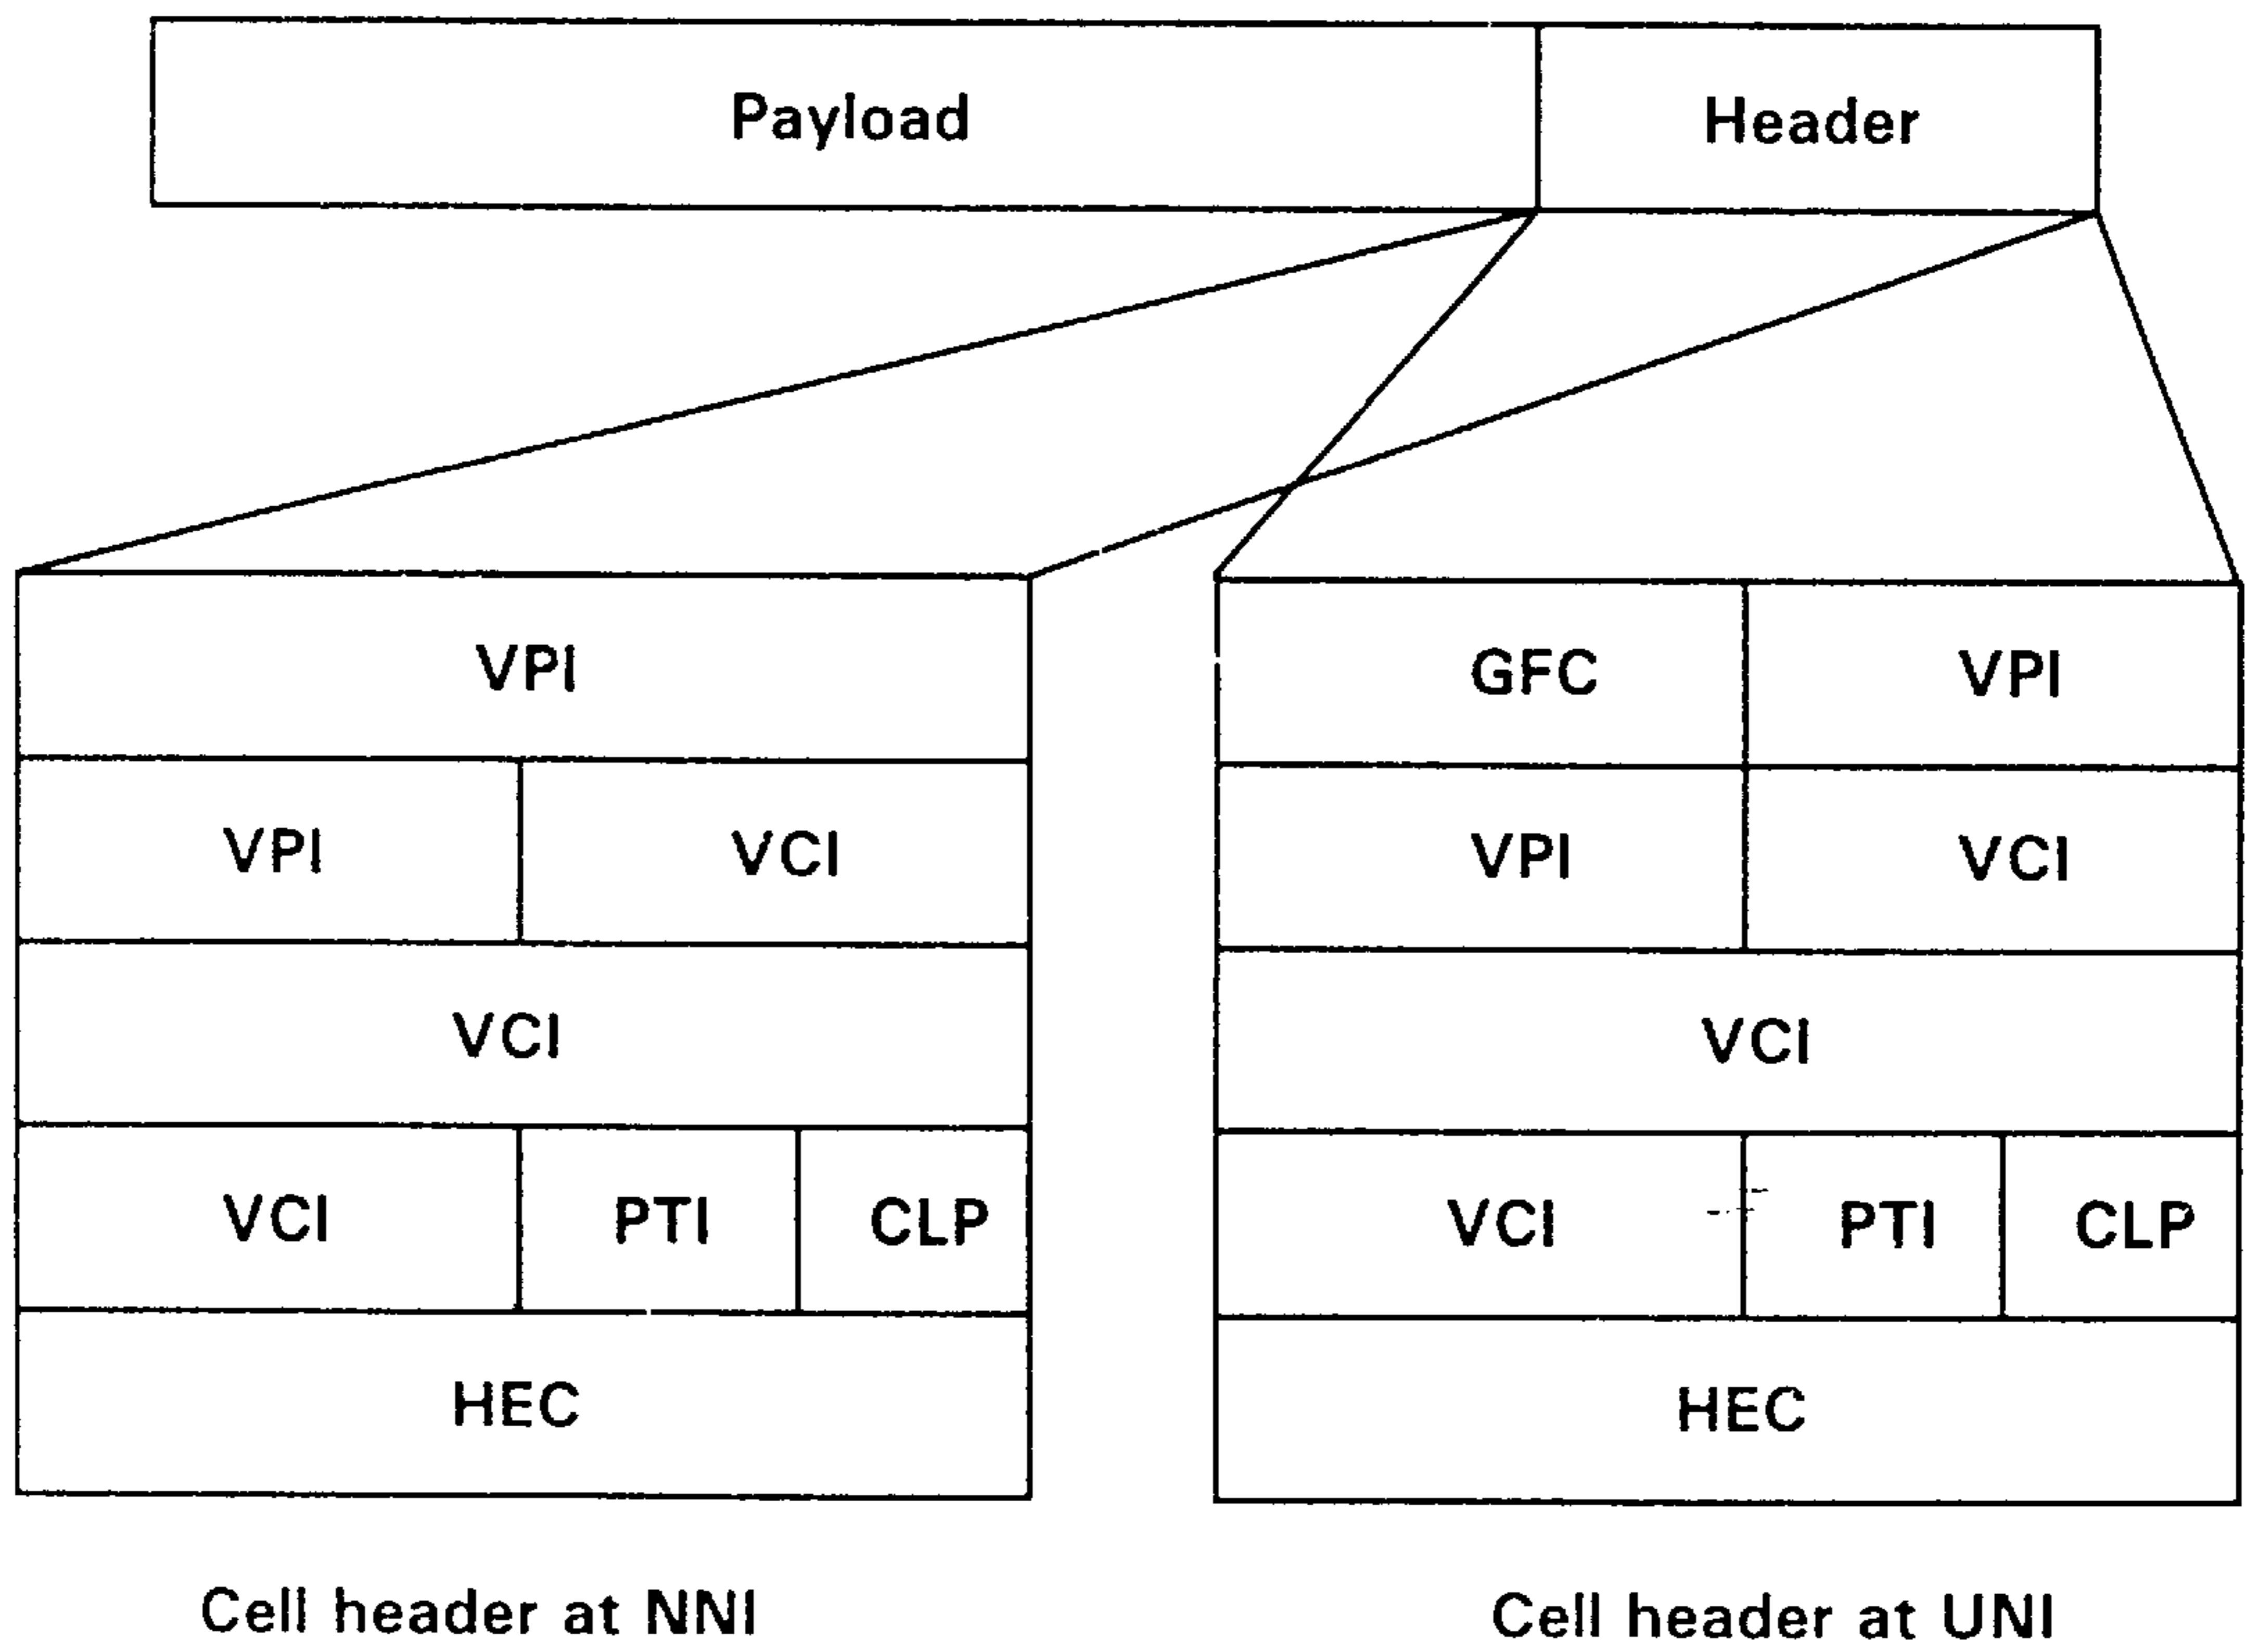 Payload Header
VPI
VPI VCI
VCI
VCI PTI CLP
HEC
Cell header at NNI
GFC VPI
VPI VCI
VCI
VCI PTI CLP
HEC
Cell header at UNI